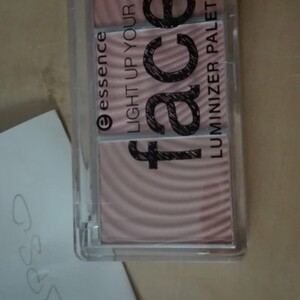 essence
LIGHT UP YOUR
face
LUMINIZER PALET